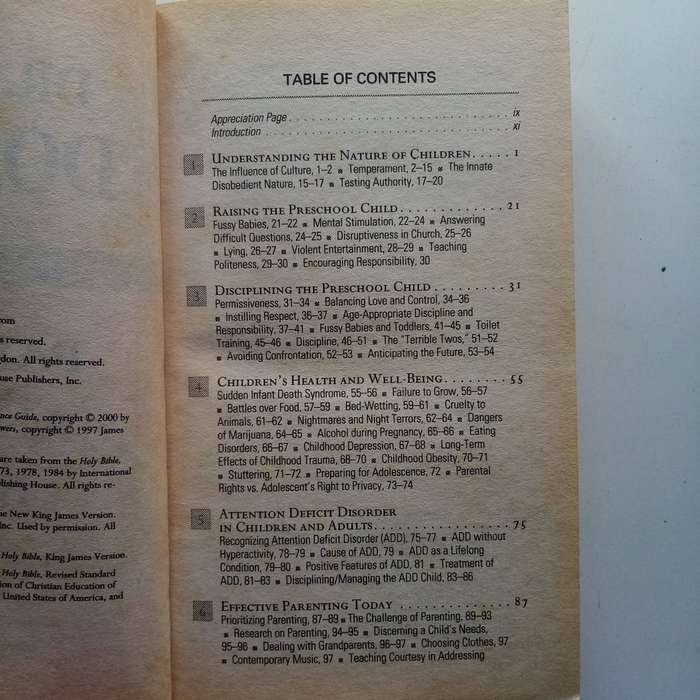 om
s reserved.
don. All rights reserved.
use Publishers, Inc.
nce Guide, copyright © 2000 by
wen, copyright © 1997 James
are taken from the Holy Bible,
73, 1978, 1984 by International
lishing House. All rights re-
he New King James Version.
Inc. Used by permission. All
Holy Bible, King James Version.
Holy Bible, Revised Standard
ion of Christian Education of
United States of America, and
TABLE OF CONTENTS
Appreciation Page . . . . . . . . . . . . . . . . . . . . . . . . . . . . . . ix
Introduction . . . . . . . . . . . . . . . . . . . . . . . . . . . . . . . . . . xi
1 UNDERSTANDING THE NATURE OF CHILDREN. . . . . 1
The Influence of Culture, 1–2 ■ Temperament, 2–15 ■ The Innate
Disobedient Nature, 15–17 ■ Testing Authority, 17–20
2 RAISING THE PRESCHOOL CHILD . . . . . . . . . . . . . 21
Fussy Babies, 21–22 ■ Mental Stimulation, 22–24 ■ Answering
Difficult Questions, 24–25 ■ Disruptiveness in Church, 25–26
■ Lying, 26–27 ■ Violent Entertainment, 28–29 ■ Teaching
Politeness, 29–30 ■ Encouraging Responsibility, 30
3 DISCIPLINING THE PRESCHOOL CHILD . . . . . . . . . 31
Permissiveness, 31–34 ■ Balancing Love and Control, 34–36
■ Instilling Respect, 36–37 ■ Age-Appropriate Discipline and
Responsibility, 37–41 ■ Fussy Babies and Toddlers, 41–45 ■ Toilet
Training, 45–46 ■ Discipline, 46–51 ■ The "Terrible Twos," 51–52
■ Avoiding Confrontation, 52–53 ■ Anticipating the Future, 53–54
4 CHILDREN'S HEALTH AND WELL-BEING. . . . . . . . 55
Sudden Infant Death Syndrome, 55–56 ■ Failure to Grow, 56–57
■ Battles over Food, 57–59 ■ Bed-Wetting, 59–61 ■ Cruelty to
Animals, 61–62 ■ Nightmares and Night Terrors, 62–64 ■ Dangers
of Marijuana, 64–65 ■ Alcohol during Pregnancy, 65–66 ■ Eating
Disorders, 66–67 ■ Childhood Depression, 67–68 ■ Long-Term
Effects of Childhood Trauma, 68–70 ■ Childhood Obesity, 70–71
■ Stuttering, 71–72 ■ Preparing for Adolescence, 72 ■ Parental
Rights vs. Adolescent's Right to Privacy, 73–74
5 ATTENTION DEFICIT DISORDER
IN CHILDREN AND ADULTS. . . . . . . . . . . . . . . . . 75
Recognizing Attention Deficit Disorder (ADD), 75–77 ■ ADD without
Hyperactivity, 78–79 ■ Cause of ADD, 79 ■ ADD as a Lifelong
Condition, 79–80 ■ Positive Features of ADD, 81 ■ Treatment of
ADD, 81–83 ■ Disciplining/Managing the ADD Child, 83–86
6 EFFECTIVE PARENTING TODAY . . . . . . . . . . . . . . 87
Prioritizing Parenting, 87–89 ■ The Challenge of Parenting, 89–93
■ Research on Parenting, 94–95 ■ Discerning a Child's Needs,
95–96 ■ Dealing with Grandparents, 96–97 ■ Choosing Clothes, 97
■ Contemporary Music, 97 ■ Teaching Courtesy in Addressing